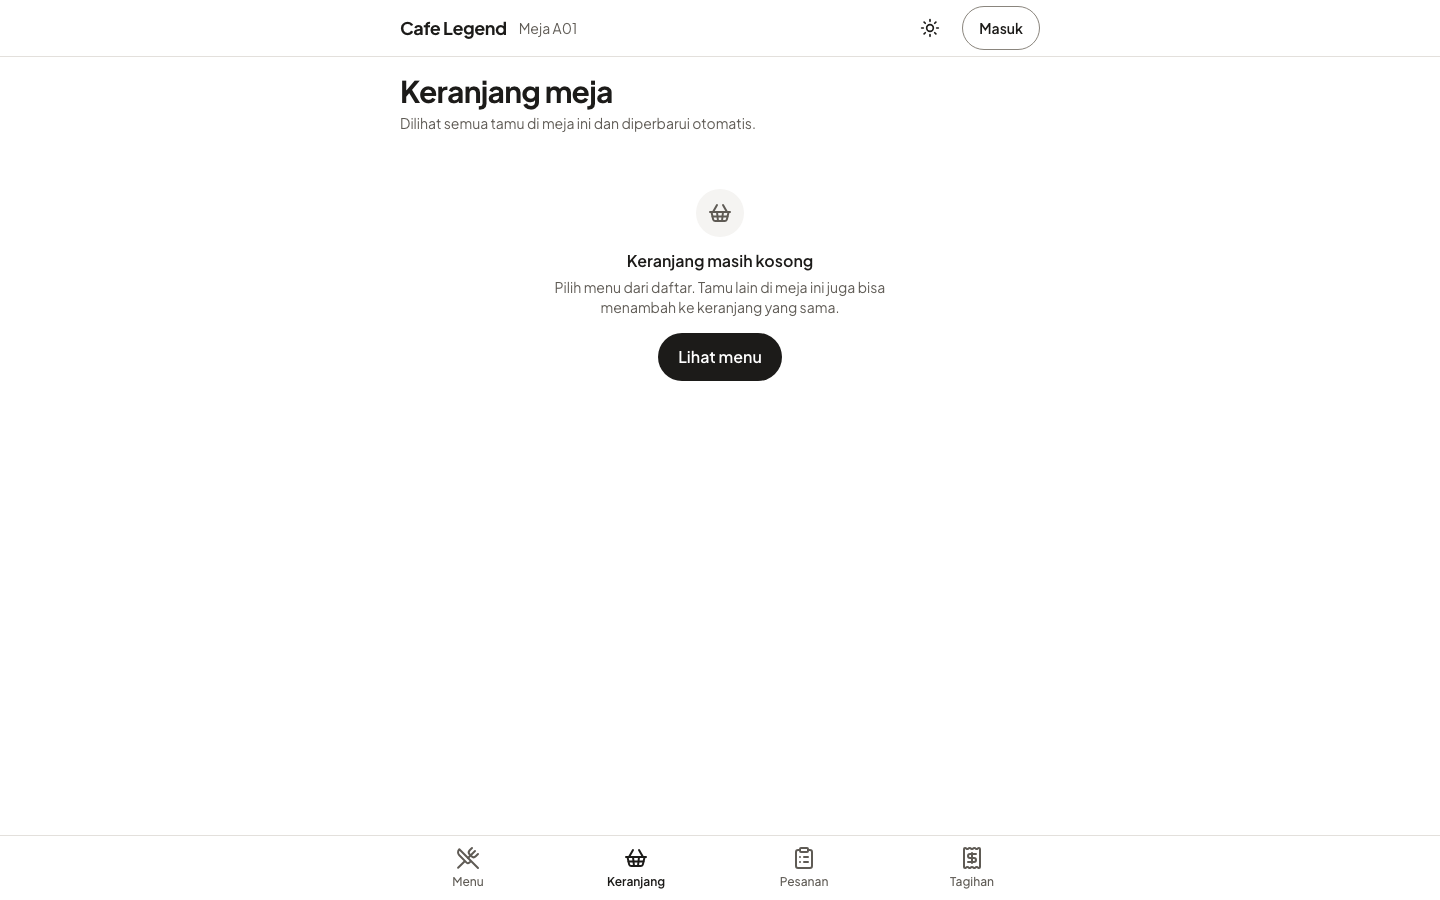 Cafe Legend Meja A01
Masuk
Keranjang meja
Dilihat semua tamu di meja ini dan diperbarui otomatis.
Keranjang masih kosong
Pilih menu dari daftar. Tamu lain di meja ini juga bisa
menambah ke keranjang yang sama.
Lihat menu
Menu
Keranjang
Pesanan
Tagihan